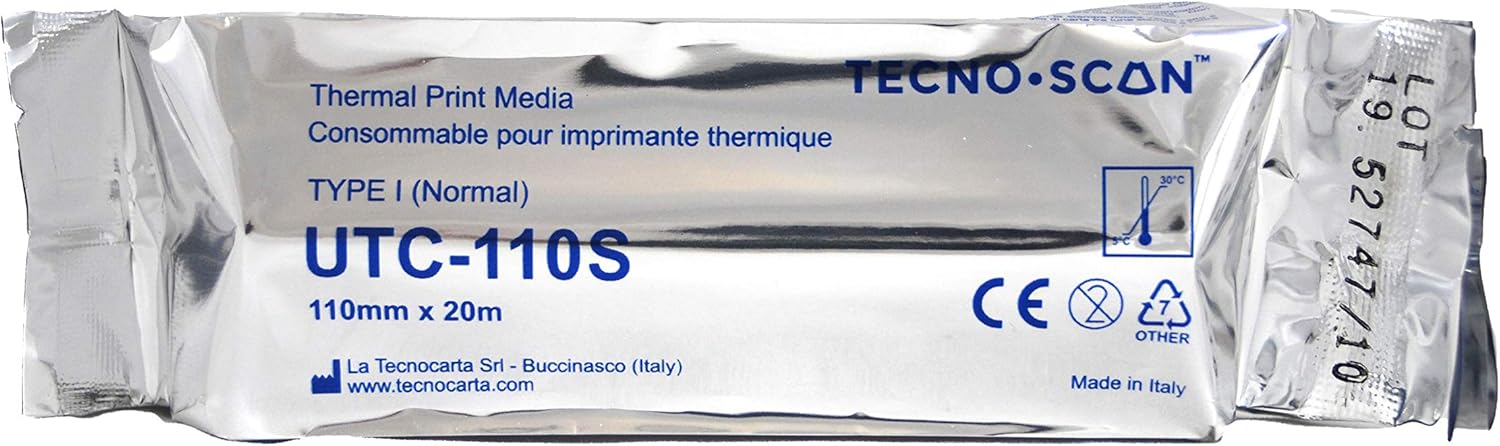 TECNO•SCAN™
Thermal Print Media
Consommable pour imprimante thermique
TYPE I (Normal)
UTC-110S
110mm x 20m
30°C
5°C
CE
2
7
OTHER
La Tecnocarta Srl - Buccinasco (Italy)
www.tecnocarta.com
Made in Italy
LOT
19.52747/10